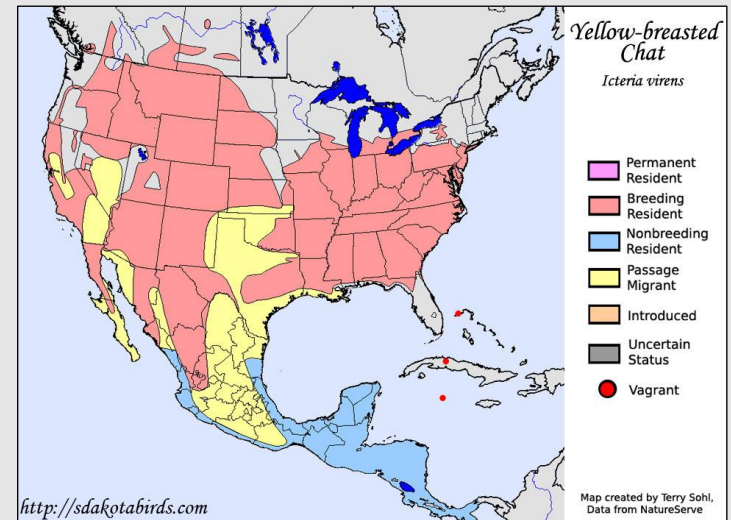 Yellow-breasted
Chat
Icteria virens
Permanent
Resident
Breeding
Resident
Nonbreeding
Resident
Passage
Migrant
Introduced
Uncertain
Status
Vagrant
Map created by Terry Sohl,
Data from NatureServe
http://sdakotabirds.com